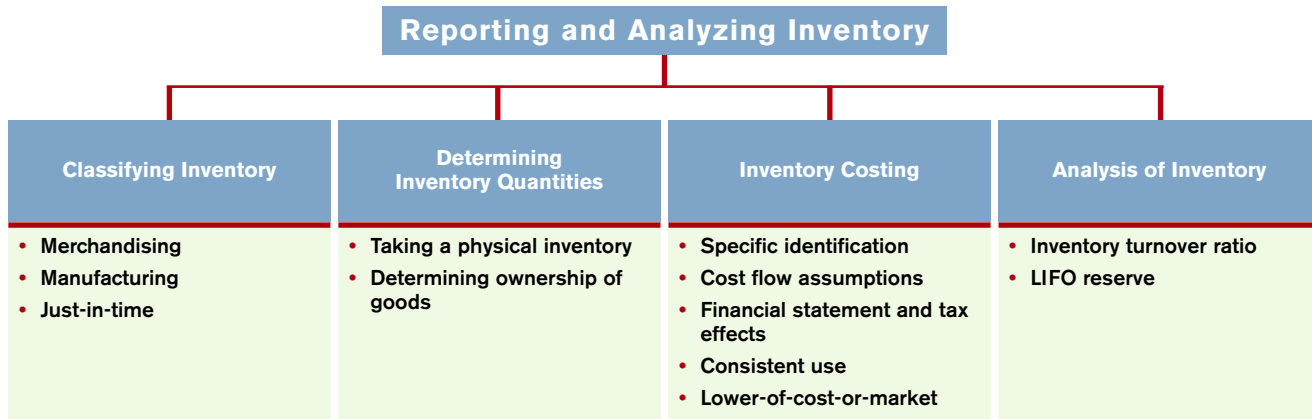 Reporting and Analyzing Inventory
Classifying Inventory
• Merchandising
• Manufacturing
• Just-in-time
Determining
Inventory Quantities
• Taking a physical inventory
• Determining ownership of
goods
Inventory Costing
• Specific identification
• Cost flow assumptions
• Financial statement and tax
effects
• Consistent use
• Lower-of-cost-or-market
Analysis of Inventory
• Inventory turnover ratio
• LIFO reserve